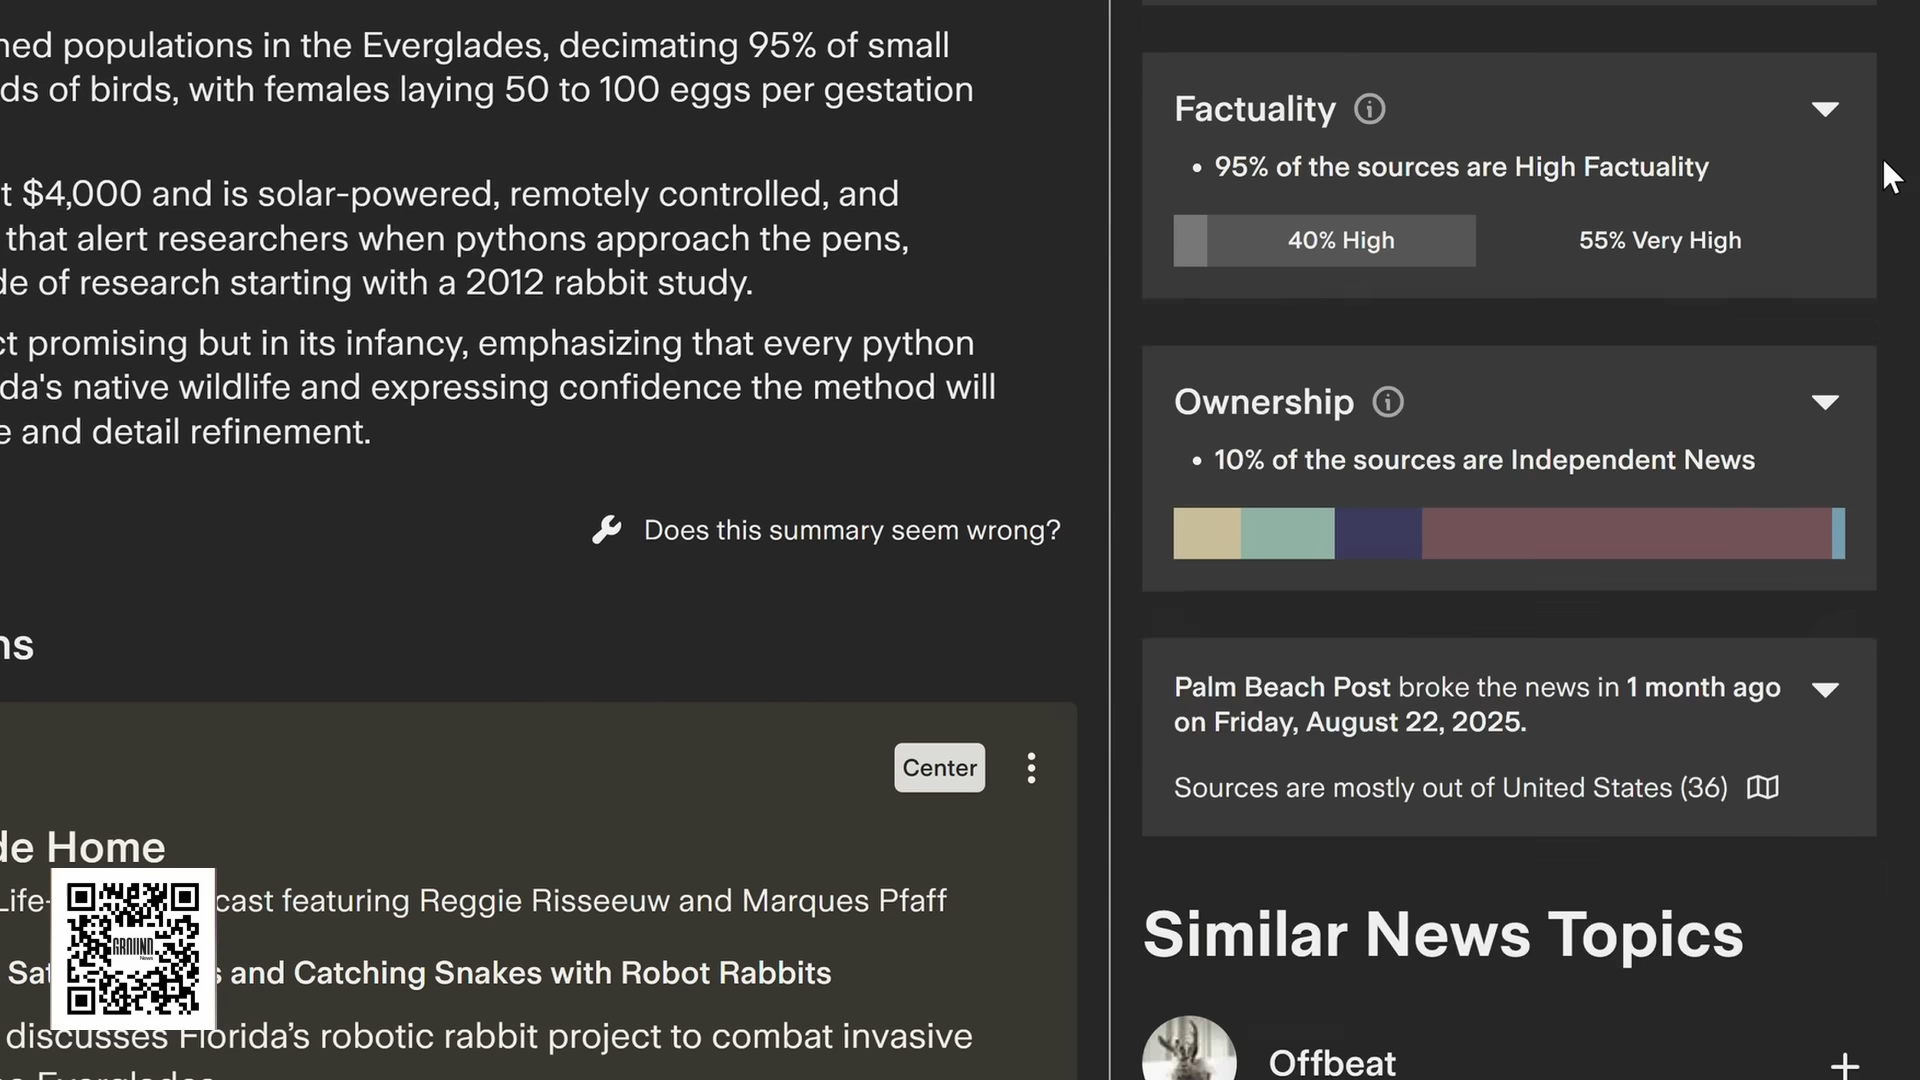 ned populations in the Everglades, decimating 95% of small
ds of birds, with females laying 50 to 100 eggs per gestation
t $4,000 and is solar-powered, remotely controlled, and
that alert researchers when pythons approach the pens,
de of research starting with a 2012 rabbit study.
ct promising but in its infancy, emphasizing that every python
da's native wildlife and expressing confidence the method will
e and detail refinement.
Does this summary seem wrong?
ns
Center
de Home
Life- cast featuring Reggie Risseeuw and Marques Pfaff
Sat s and Catching Snakes with Robot Rabbits
discusses Florida’s robotic rabbit project to combat invasive
Everglades
GROUND
News
Factuality
• 95% of the sources are High Factuality
40% High
55% Very High
Ownership
• 10% of the sources are Independent News
Palm Beach Post broke the news in 1 month ago
on Friday, August 22, 2025.
Sources are mostly out of United States (36)
Similar News Topics
Offbeat